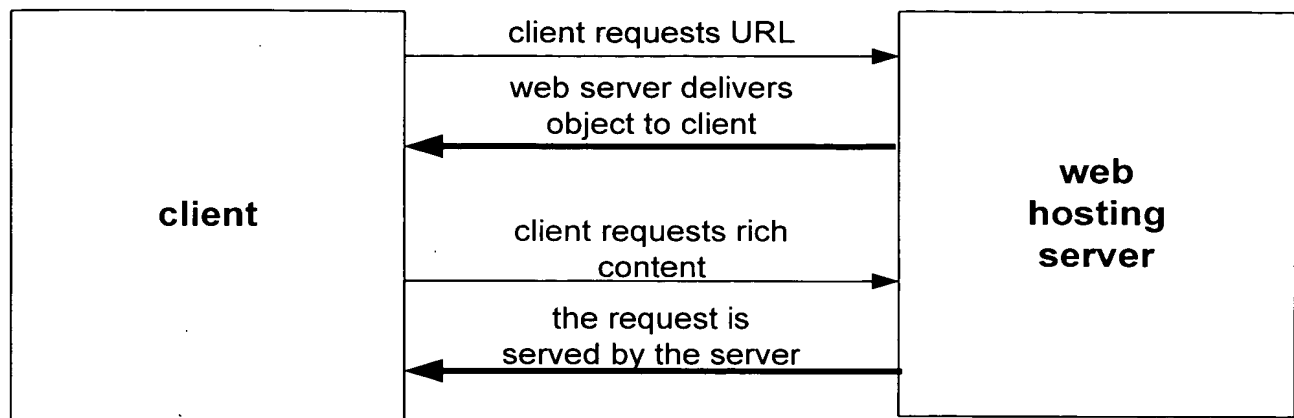 client requests URL
web server delivers
object to client
client
web
hosting
server
client requests rich
content
the request is
served by the server